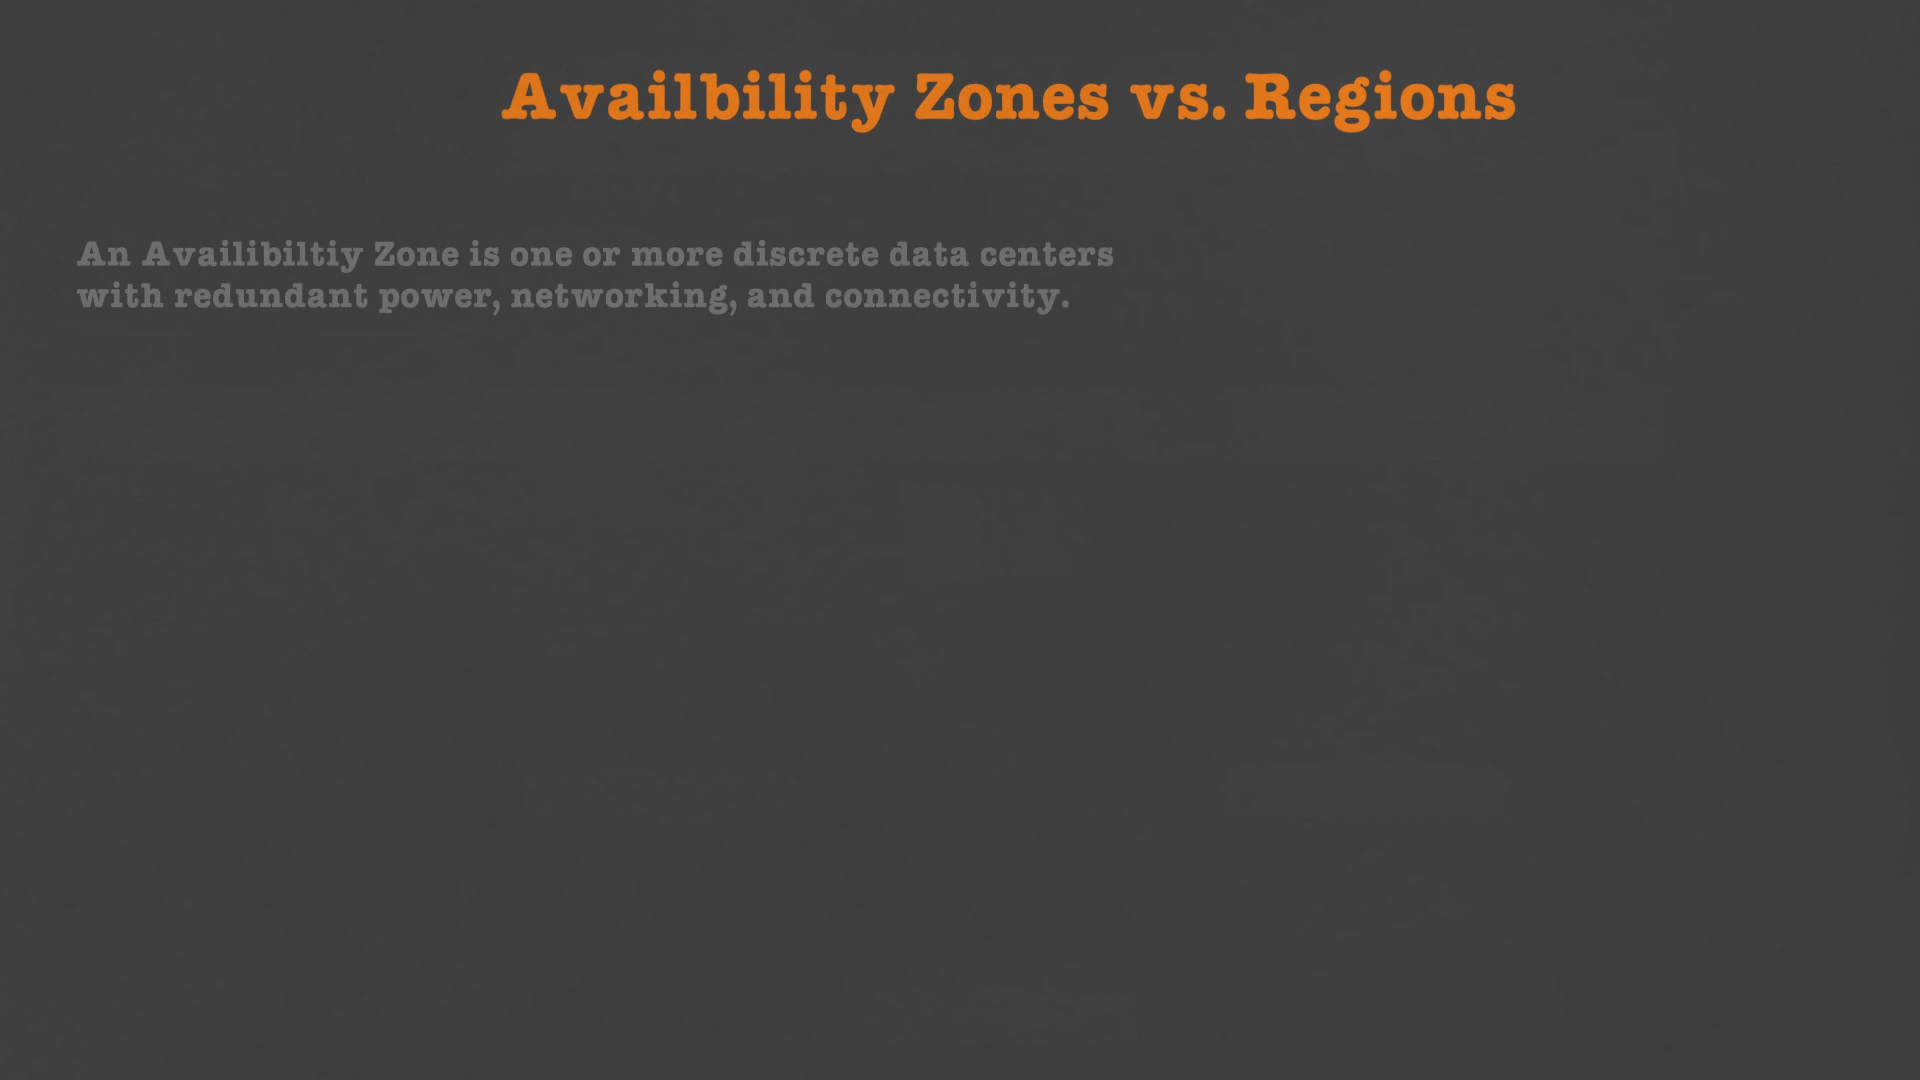 Availbility Zones vs. Regions
An Availibiltiy Zone is one or more discrete data centers
with redundant power, networking, and connectivity.